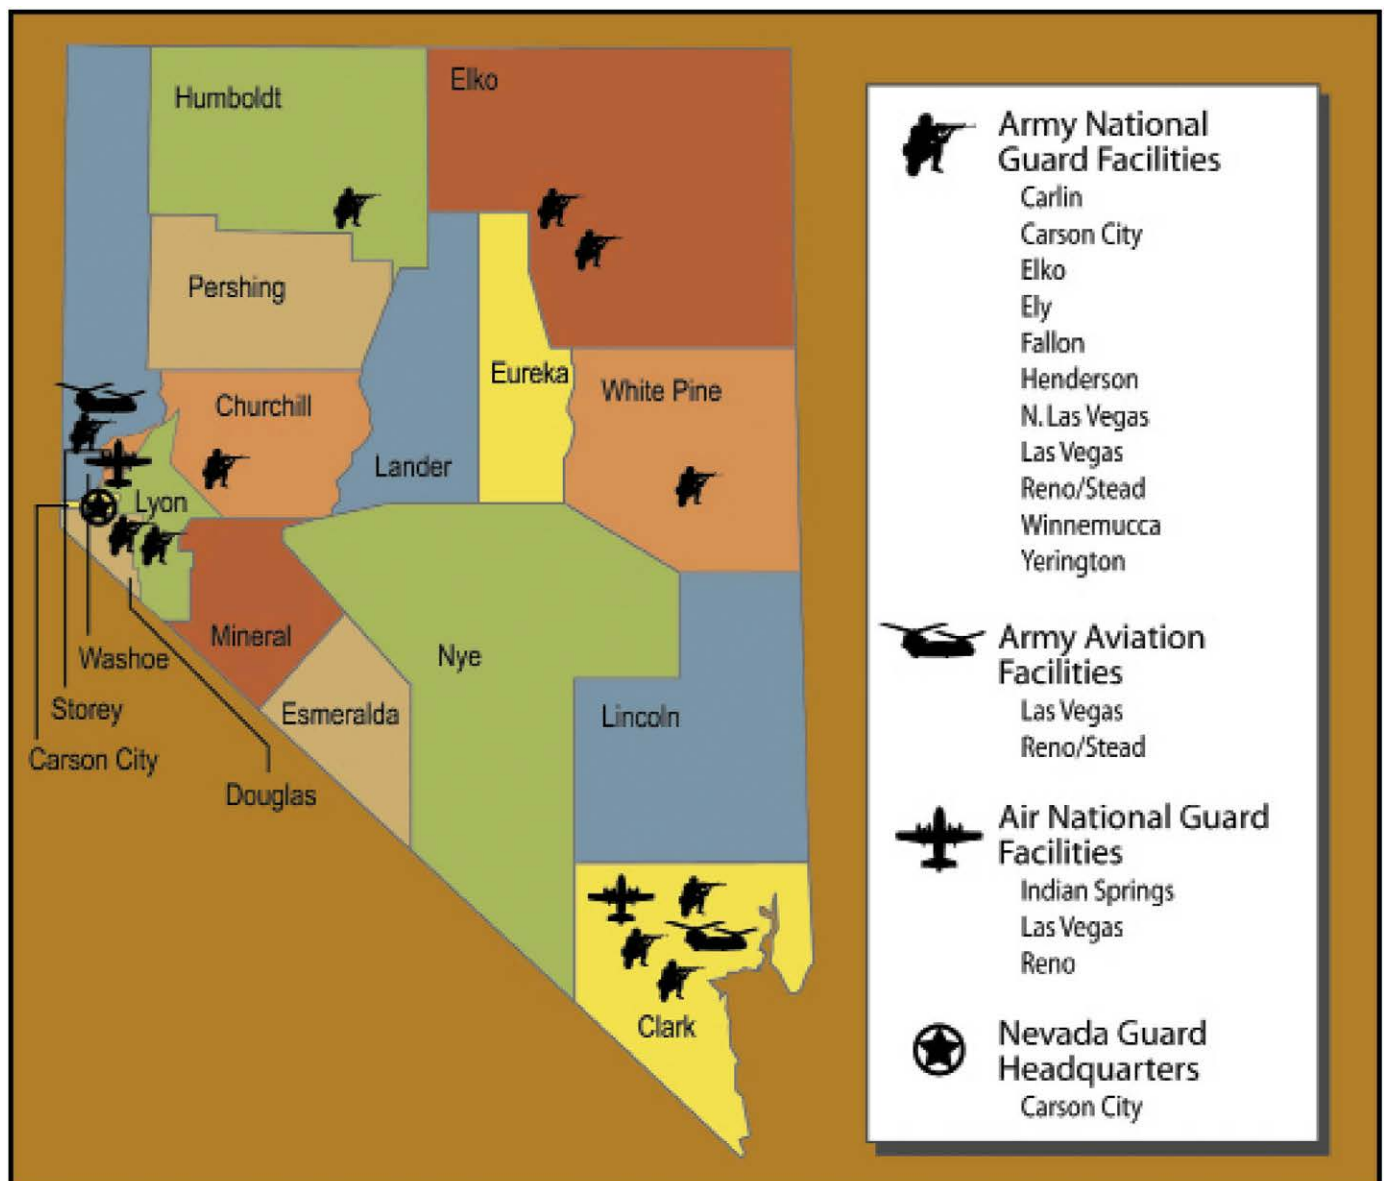 Humboldt
Elko
Pershing
Eureka
White Pine
Churchill
Lander
Lyon
Mineral
Washoe
Nye
Storey
Esmeralda
Lincoln
Carson City
Douglas
Clark
Army National
Guard Facilities
Carlin
Carson City
Elko
Ely
Fallon
Henderson
N. Las Vegas
Las Vegas
Reno/Stead
Winnemucca
Yerington
Army Aviation
Facilities
Las Vegas
Reno/Stead
Air National Guard
Facilities
Indian Springs
Las Vegas
Reno
Nevada Guard
Headquarters
Carson City